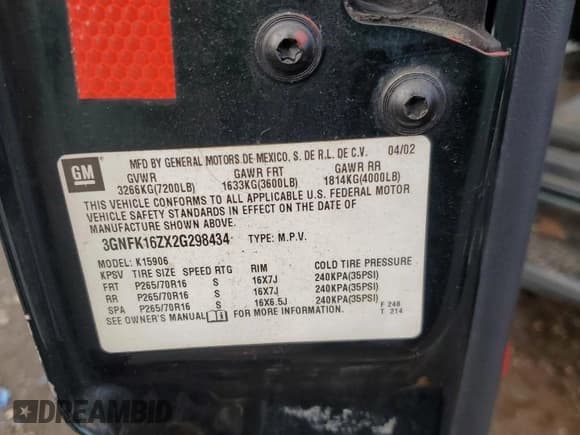 GM
MFD BY GENERAL MOTORS DE MEXICO, S. DE R.L. DE C.V. 04/02
GVWR GAWR FRT GAWR RR
3266KG(7200LB) 1633KG(3600LB) 1814KG(4000LB)
THIS VEHICLE CONFORMS TO ALL APPLICABLE U.S. FEDERAL MOTOR
VEHICLE SAFETY STANDARDS IN EFFECT ON THE DATE OF
MANUFACTURE SHOWN ABOVE.
3GNFK16ZX2G298434 TYPE: M.P.V.
MODEL: K15906
KPSV TIRE SIZE SPEED RTG RIM COLD TIRE PRESSURE
FRT P265/70R16 S 16X7J 240KPA(35PSI)
RR P265/70R16 S 16X7J 240KPA(35PSI)
SPA P265/70R16 S 16X6.5J 240KPA(35PSI)
SEE OWNER'S MANUAL FOR MORE INFORMATION.
F 248
T 214
DREAMBID